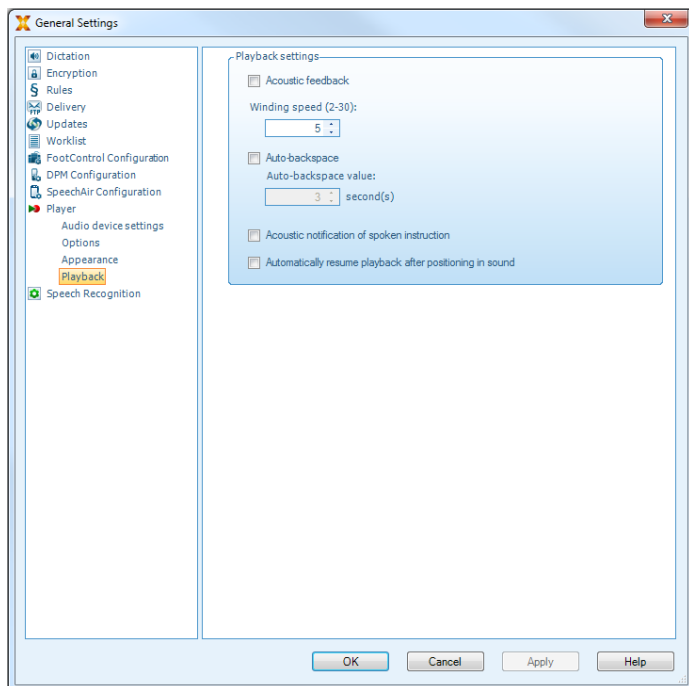 General Settings
x
Dictation
Encryption
Rules
FTP
Delivery
Updates
Worklist
FootControl Configuration
DPM Configuration
SpeechAir Configuration
Player
Audio device settings
Options
Appearance
Playback
Speech Recognition
Playback settings
Acoustic feedback
Winding speed (2-30):
5
Auto-backspace
Auto-backspace value:
3 second(s)
Acoustic notification of spoken instruction
Automatically resume playback after positioning in sound
OK Cancel Apply Help